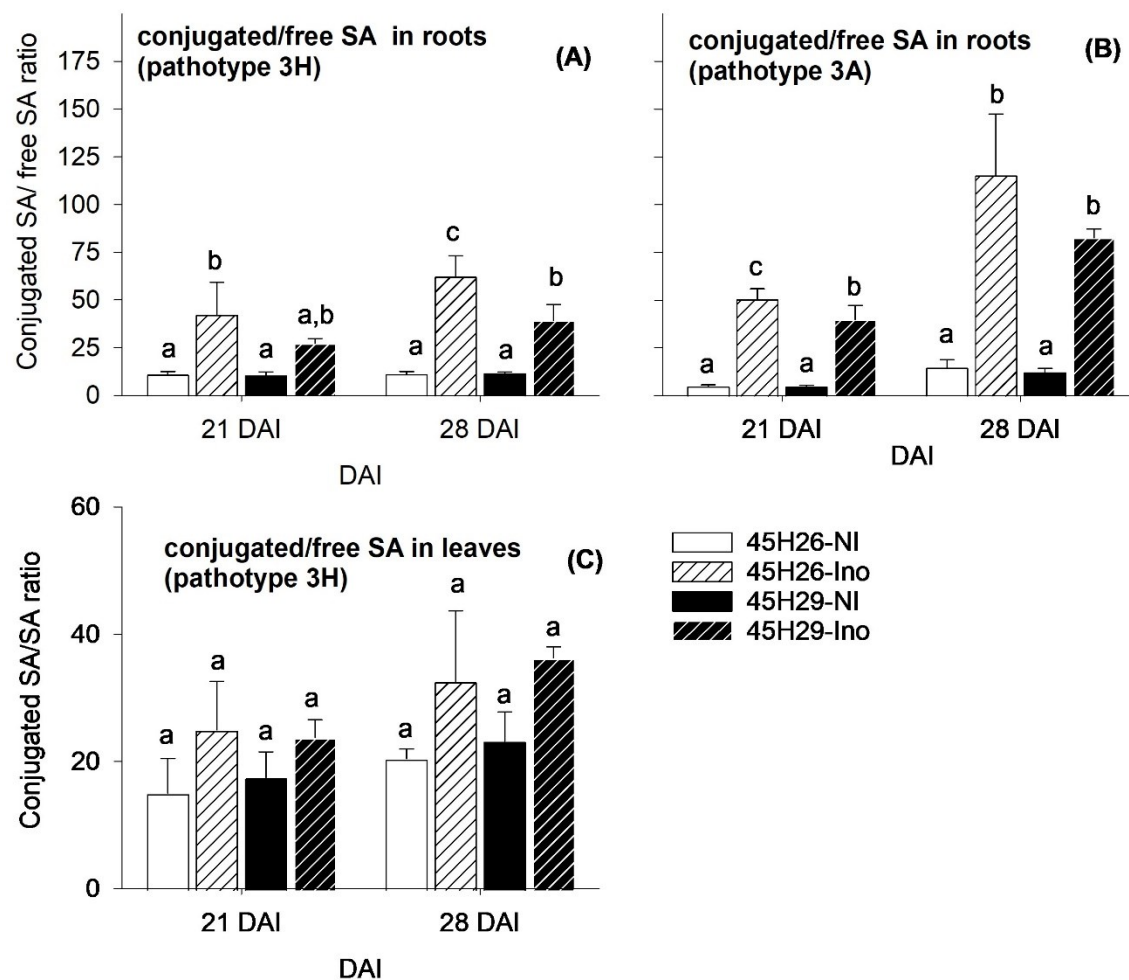 conjugated/free SA in roots
(pathotype 3H)
(A)
Conjugated SA/ free SA ratio
175
150
125
100
75
50
25
0
a
b
a
a,b
a
c
a
b
21 DAI
28 DAI
DAI
conjugated/free SA in roots
(pathotype 3A)
(B)
a
c
a
b
a
b
a
b
21 DAI
28 DAI
DAI
conjugated/free SA in leaves
(pathotype 3H)
(C)
Conjugated SA/SA ratio
60
40
20
0
a
a
a
a
a
a
a
a
21 DAI
28 DAI
DAI
45H26-NI
45H26-Ino
45H29-NI
45H29-Ino